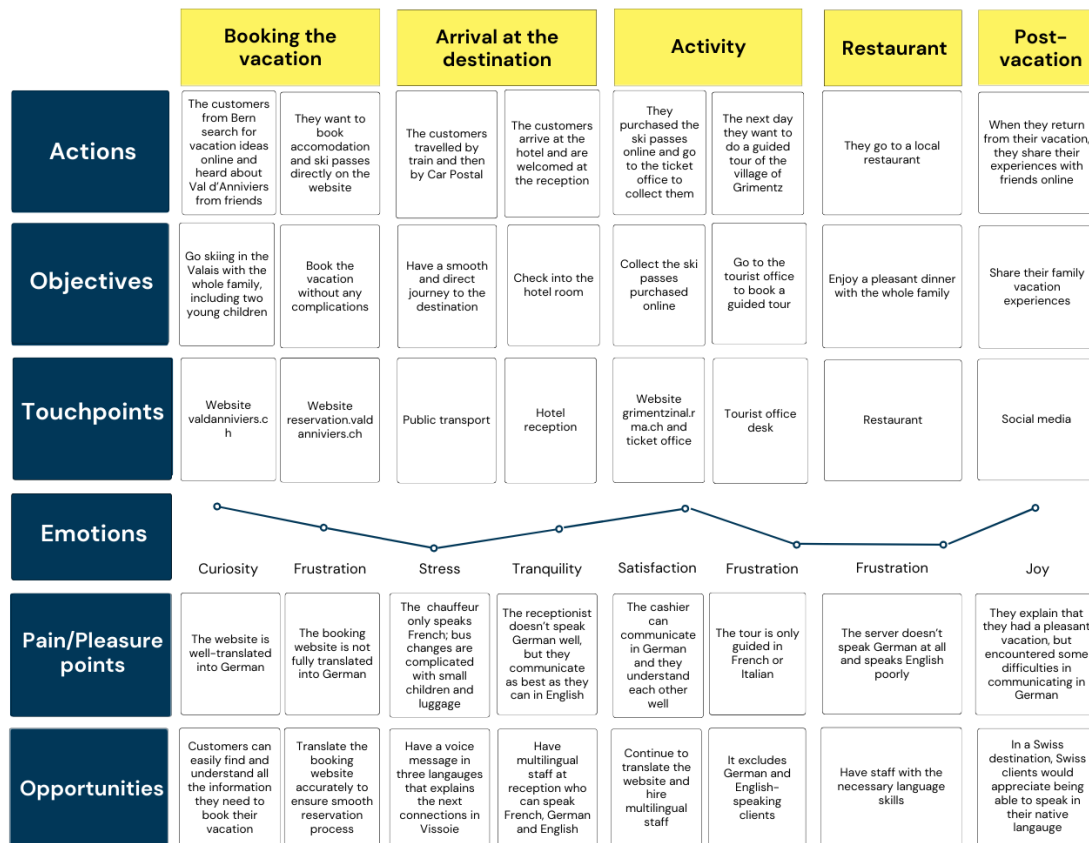 Booking the
vacation
Arrival at the
destination
Activity
Restaurant
Post-
vacation
Actions
The customers
from Bern
search for
vacation ideas
online and
heard about
Val d'Anniviers
from friends
They want to
book
accomodation
and ski passes
directly on the
website
The customers
travelled by
train and then
by Car Postal
The customers
arrive at the
hotel and are
welcomed at
the reception
They
purchased the
ski passes
online and go
to the ticket
office to
collect them
The next day
they want to
do a guided
tour of the
village of
Grimentz
They go to a local
restaurant
When they return
from their vacation,
they share their
experiences with
friends online
Objectives
Go skiing in the
Valais with the
whole family,
including two
young children
Book the
vacation
without any
complications
Have a smooth
and direct
journey to the
destination
Check into the
hotel room
Collect the ski
passes
purchased
online
Go to the
tourist office
to book a
guided tour
Enjoy a pleasant dinner
with the whole family
Share their family
vacation
experiences
Touchpoints
Website
valdanniviers.c
h
Website
reservation.vald
anniviers.ch
Public transport
Hotel
reception
Website
grimentzinal.r
ma.ch and
ticket office
Tourist office
desk
Restaurant
Social media
Emotions
Curiosity
Frustration
Stress
Tranquility
Satisfaction
Frustration
Frustration
Joy
Pain/Pleasure
points
The website is
well-translated
into German
The booking
website is not
fully translated
into German
The chauffeur
only speaks
French; bus
changes are
complicated
with small
children and
luggage
The receptionist
doesn't speak
German well,
but they
communicate
as best as they
can in English
The cashier
can
communicate
in German
and they
understand
each other
well
The tour is only
guided in
French or
Italian
The server doesn't
speak German at all
and speaks English
poorly
They explain that
they had a pleasant
vacation, but
encountered some
difficulties in
communicating in
German
Opportunities
Customers can
easily find and
understand all
the information
they need to
book their
vacation
Translate the
booking
website
accurately to
ensure smooth
reservation
process
Have a voice
message in
three langauges
that explains
the next
connections in
Vissoie
Have
multilingual
staff at
reception who
can speak
French, German
and English
Continue to
translate the
website and
hire
multilingual
staff
It excludes
German and
English-
speaking
clients
Have staff with the
necessary language
skills
In a Swiss
destination, Swiss
clients would
appreciate being
able to speak in
their native
langauge